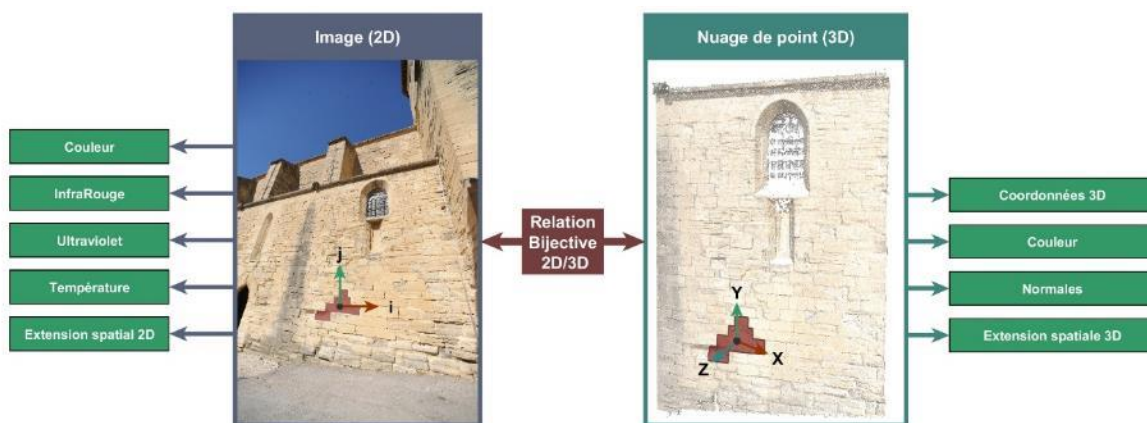 Image (2D)
Couleur
InfraRouge
Ultraviolet
Température
Extension spatial 2D
j
i
Relation
Bijective
2D/3D
Nuage de point (3D)
Y
X
Z
Coordonnées 3D
Couleur
Normales
Extension spatiale 3D